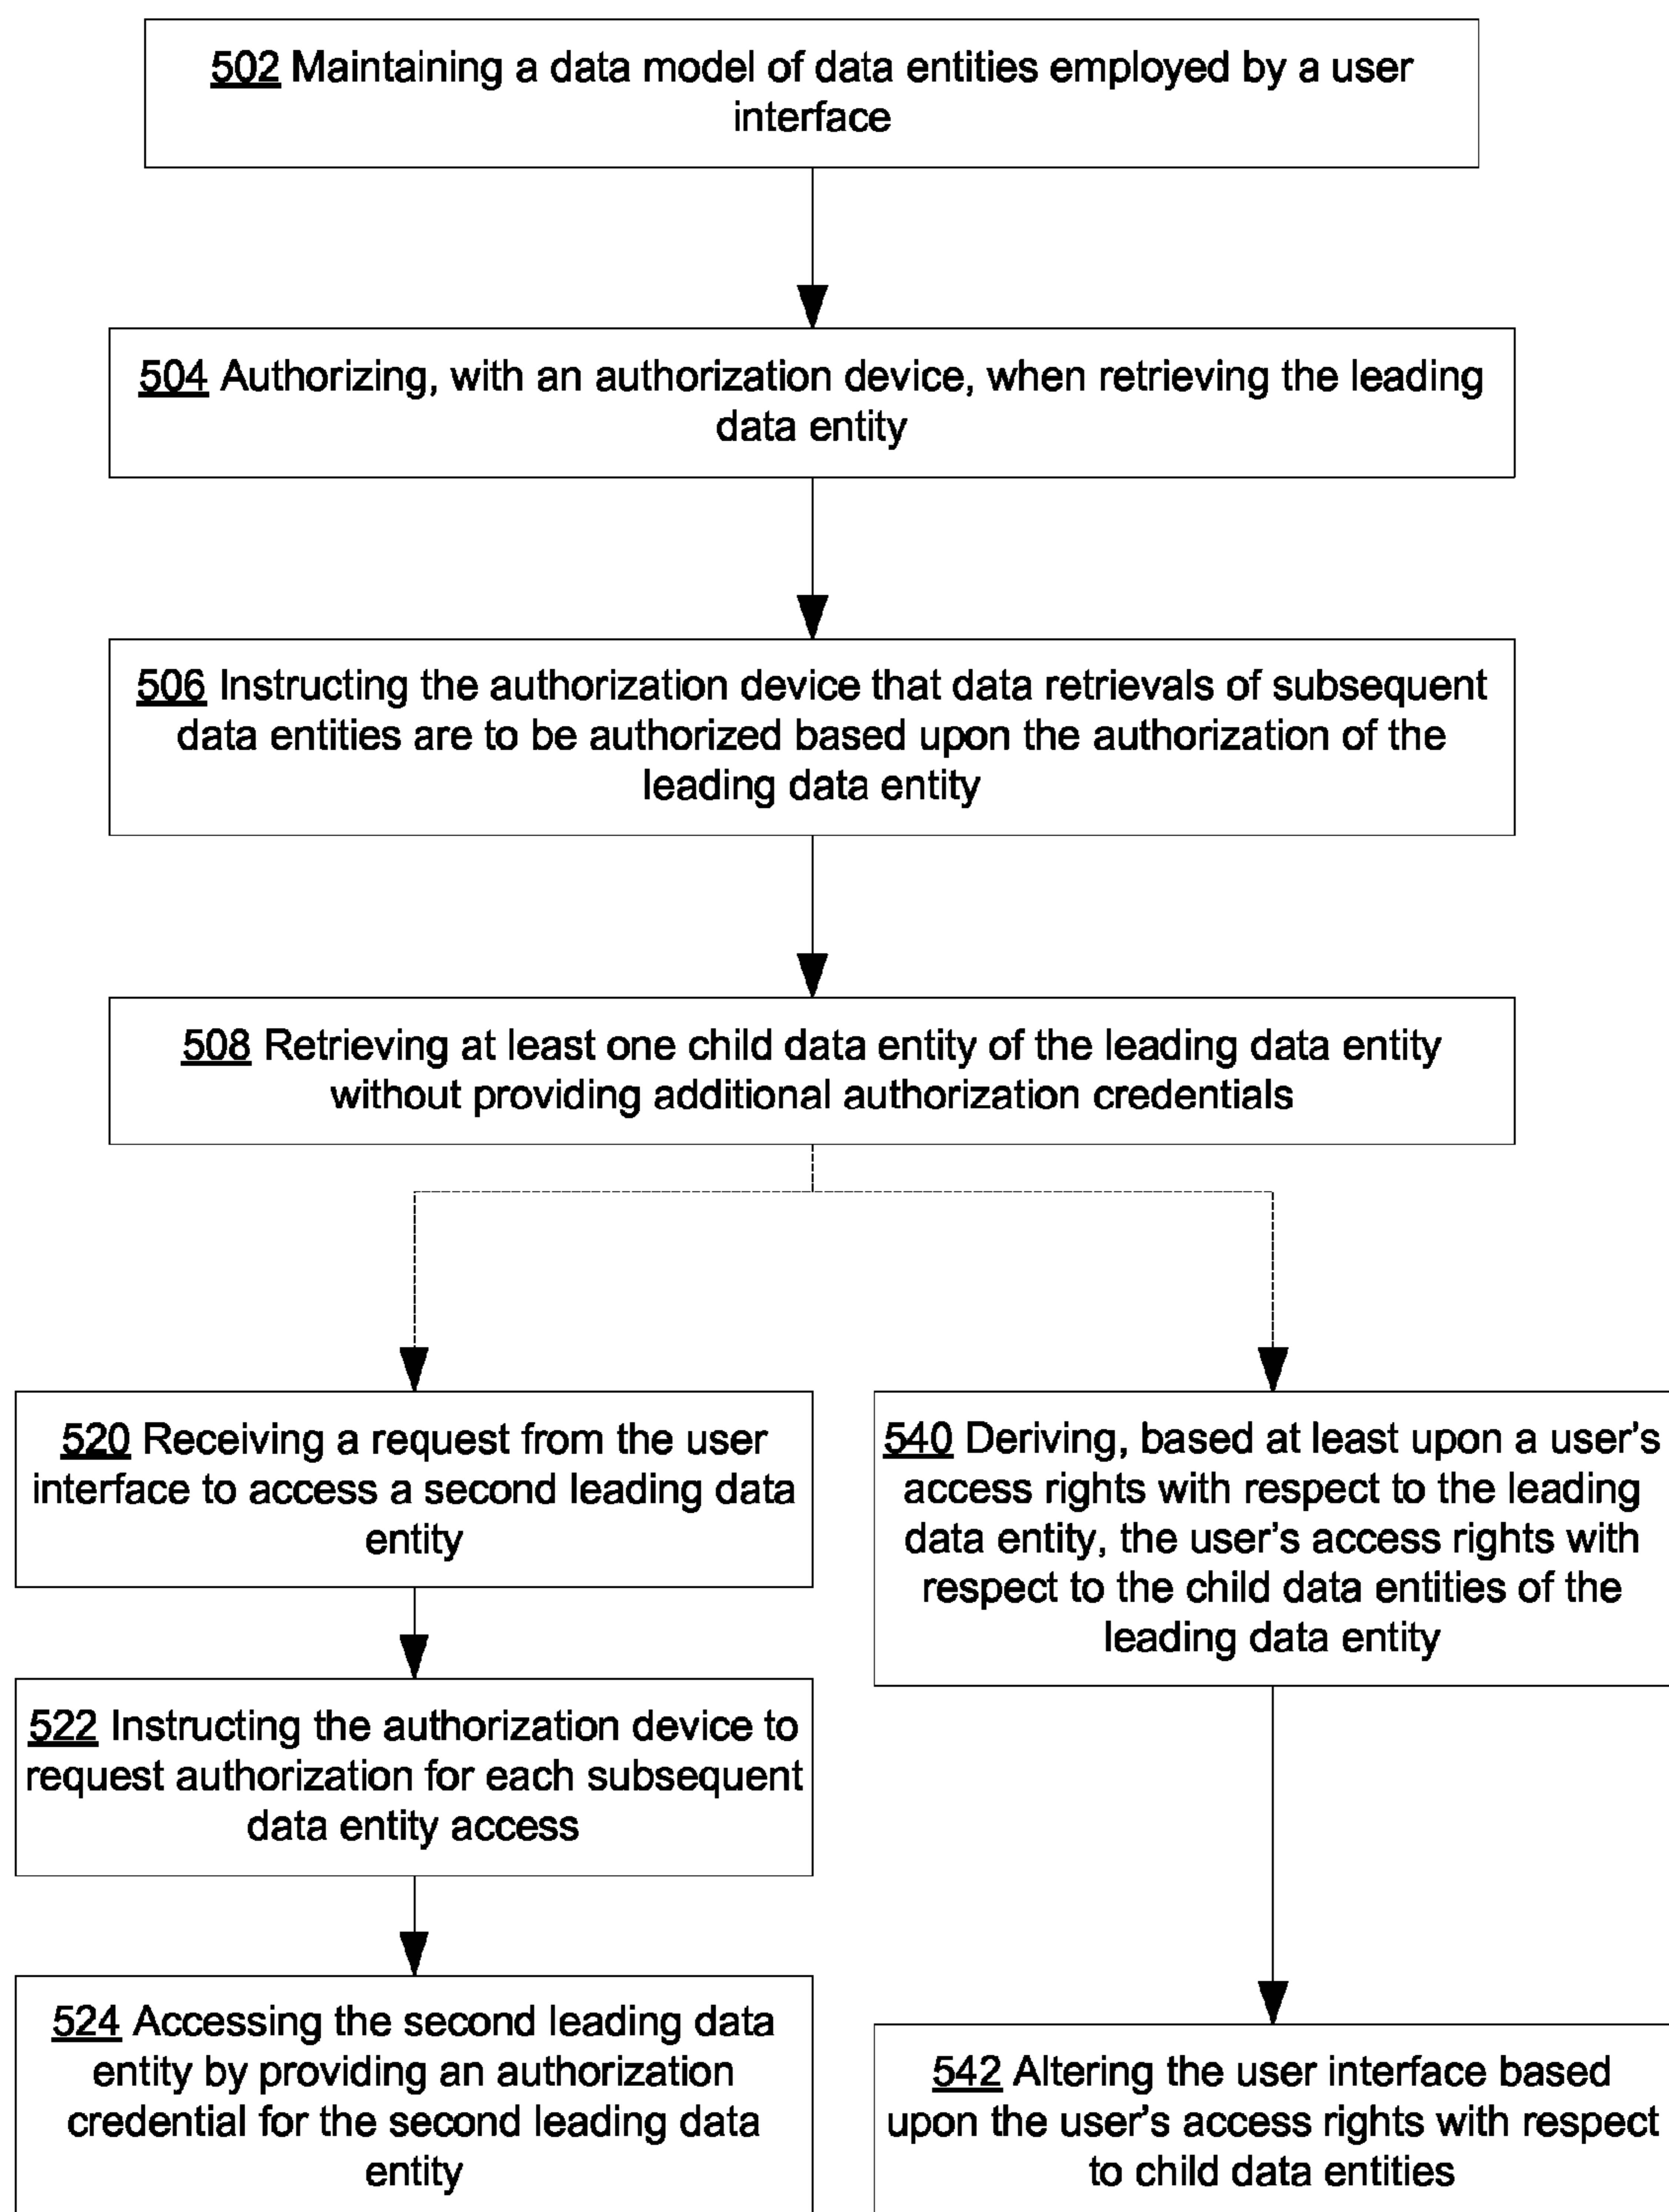 502 Maintaining a data model of data entities employed by a user
interface
504 Authorizing, with an authorization device, when retrieving the leading
data entity
506 Instructing the authorization device that data retrievals of subsequent
data entities are to be authorized based upon the authorization of the
leading data entity
508 Retrieving at least one child data entity of the leading data entity
without providing additional authorization credentials
520 Receiving a request from the user
interface to access a second leading data
entity
522 Instructing the authorization device to
request authorization for each subsequent
data entity access
524 Accessing the second leading data
entity by providing an authorization
credential for the second leading data
entity
540 Deriving, based at least upon a user's
access rights with respect to the leading
data entity, the user's access rights with
respect to the child data entities of the
leading data entity
542 Altering the user interface based
upon the user's access rights with respect
to child data entities